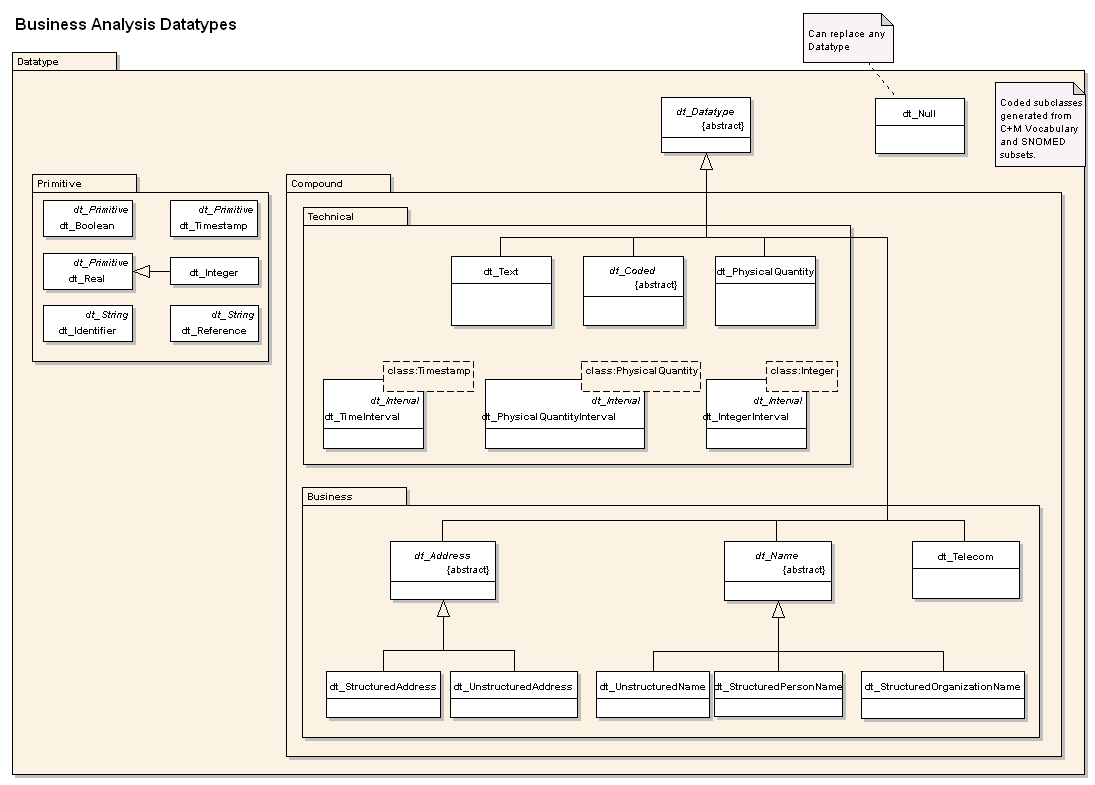 Business Analysis Datatypes
Can replace any
Datatype
Datatype
dt_Datatype
{abstract}
dt_Null
Coded subclasses
generated from
C+M Vocabulary
and SNOMED
subsets.
Primitive
dt_Primitive
dt_Boolean
dt_Primitive
dt_Timestamp
dt_Primitive
dt_Real
dt_Integer
dt_String
dt_Identifier
dt_String
dt_Reference
Compound
Technical
dt_Text
dt_Coded
{abstract}
dt_PhysicalQuantity
class:Timestamp
dt_Interval
dt_TimeInterval
class:PhysicalQuantity
dt_Interval
dt_PhysicalQuantityInterval
class:Integer
dt_Interval
dt_IntegerInterval
Business
dt_Address
{abstract}
dt_Name
{abstract}
dt_Telecom
dt_StructuredAddress
dt_UnstructuredAddress
dt_UnstructuredName
dt_StructuredPersonName
dt_StructuredOrganizationName